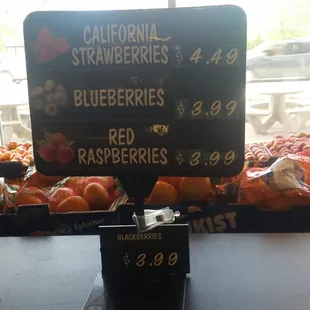 CALIFORNIA
STRAWBERRIES $ 4.49
BLUEBERRIES $ 3.99
RED
RASPBERRIES $ 3.99
KIST
BLACKBERRIES
$ 3.99